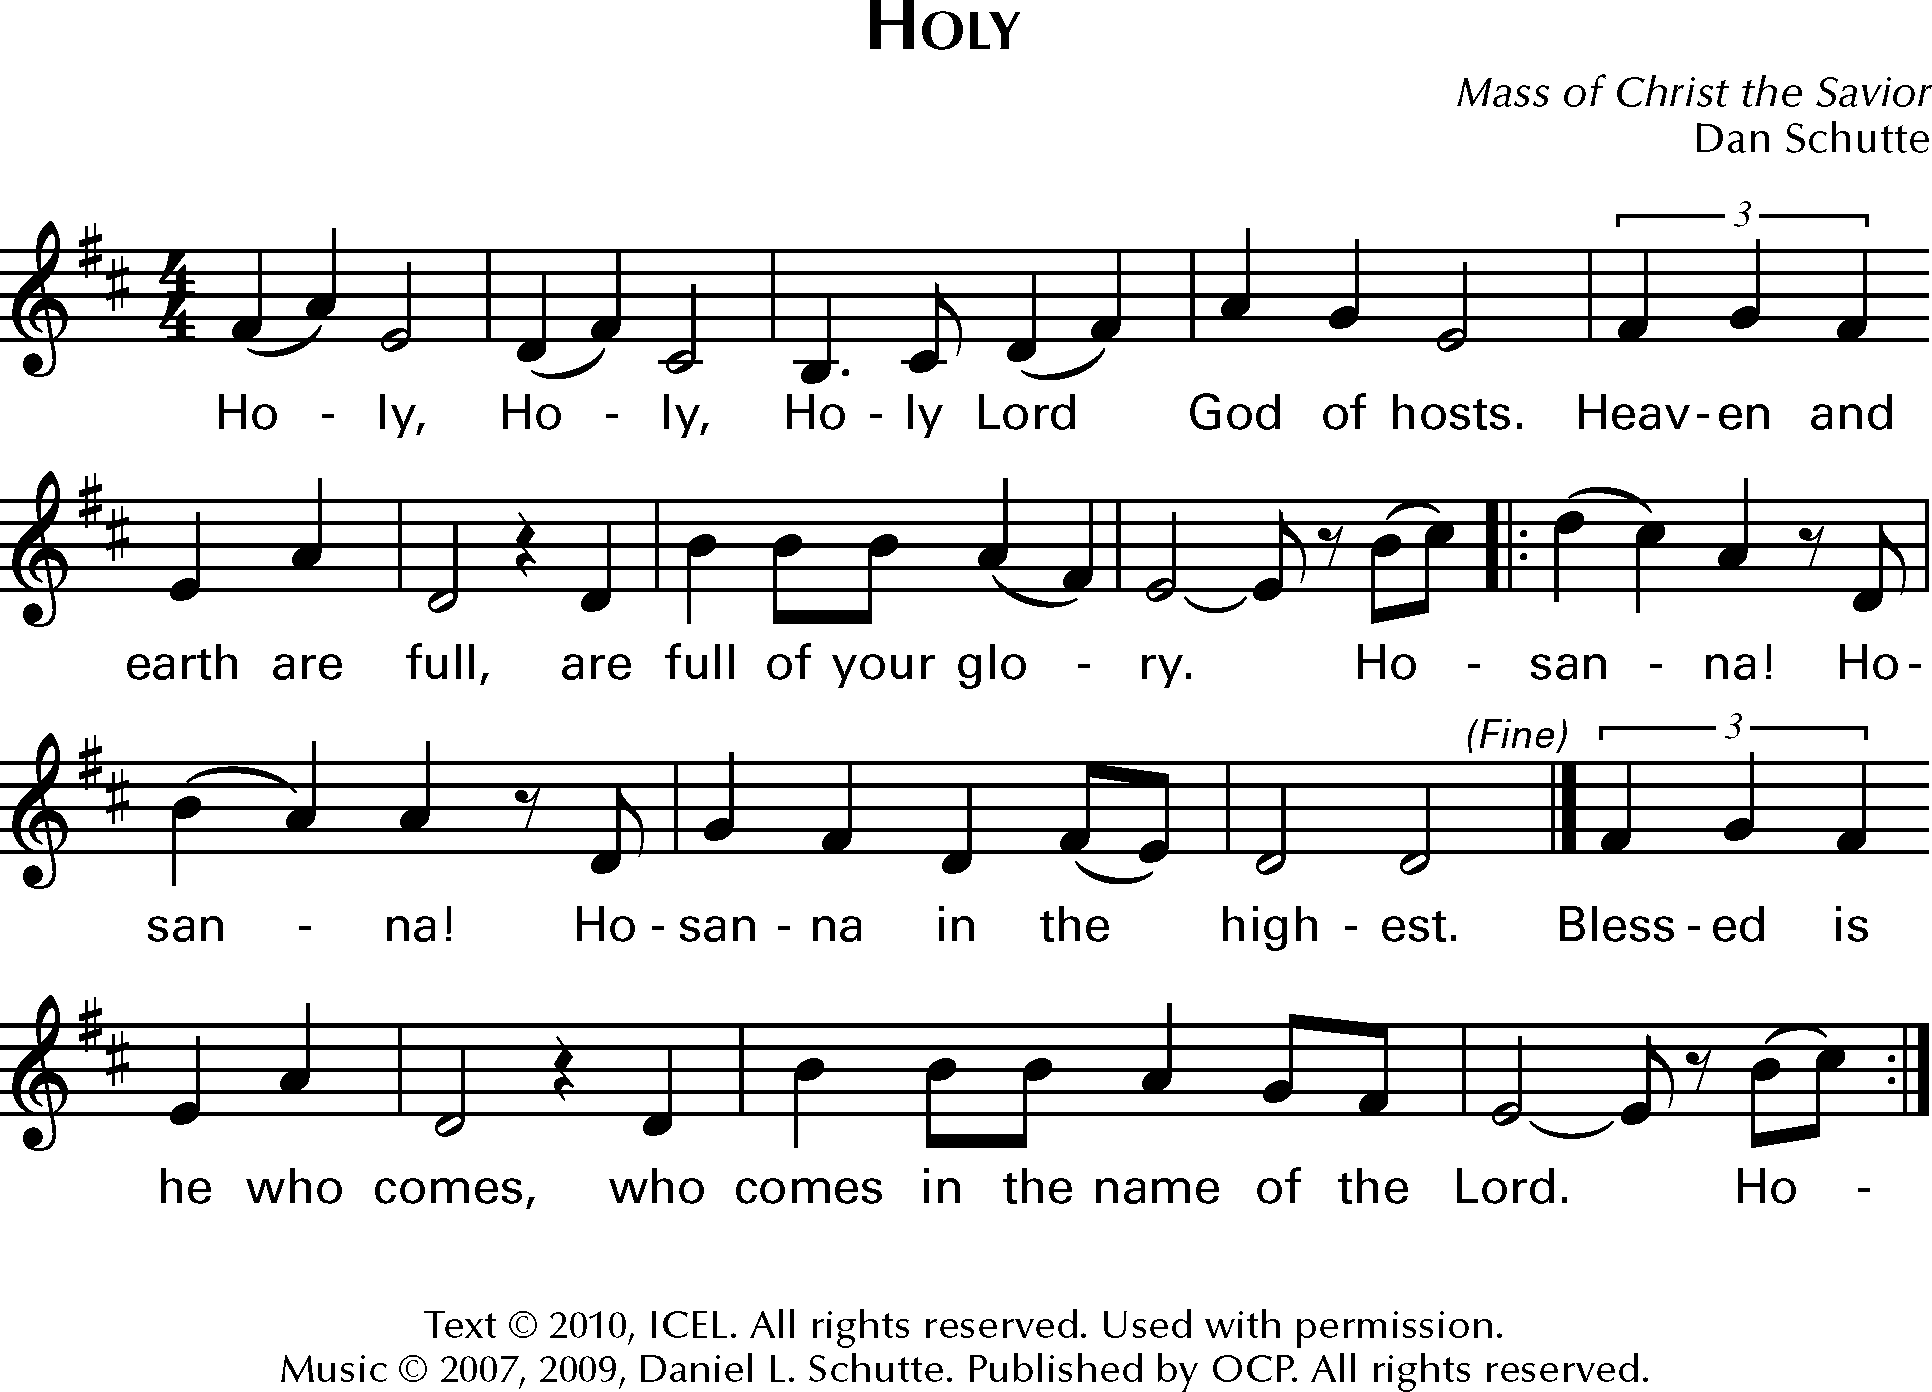 HOLY
Mass of Christ the Savior
Dan Schutte
3
4
4
Ho - ly, Ho - ly, Ho - ly Lord God of hosts. Heav - en and
earth are full, are full of your glo - ry. Ho - san - na! Ho -
(Fine) 3
san - na! Ho - san - na in the high - est. Bless - ed is
he who comes, who comes in the name of the Lord. Ho -
Text © 2010, ICEL. All rights reserved. Used with permission.
Music © 2007, 2009, Daniel L. Schutte. Published by OCP. All rights reserved.